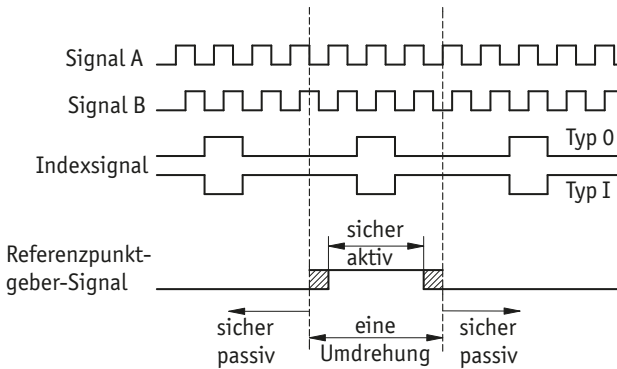 Signal A
Signal B
Typ 0
Indexsignal
Typ I
sicher
aktiv
Referenzpunkt-
geber-Signal
sicher
passiv
eine
Umdrehung
sicher
passiv